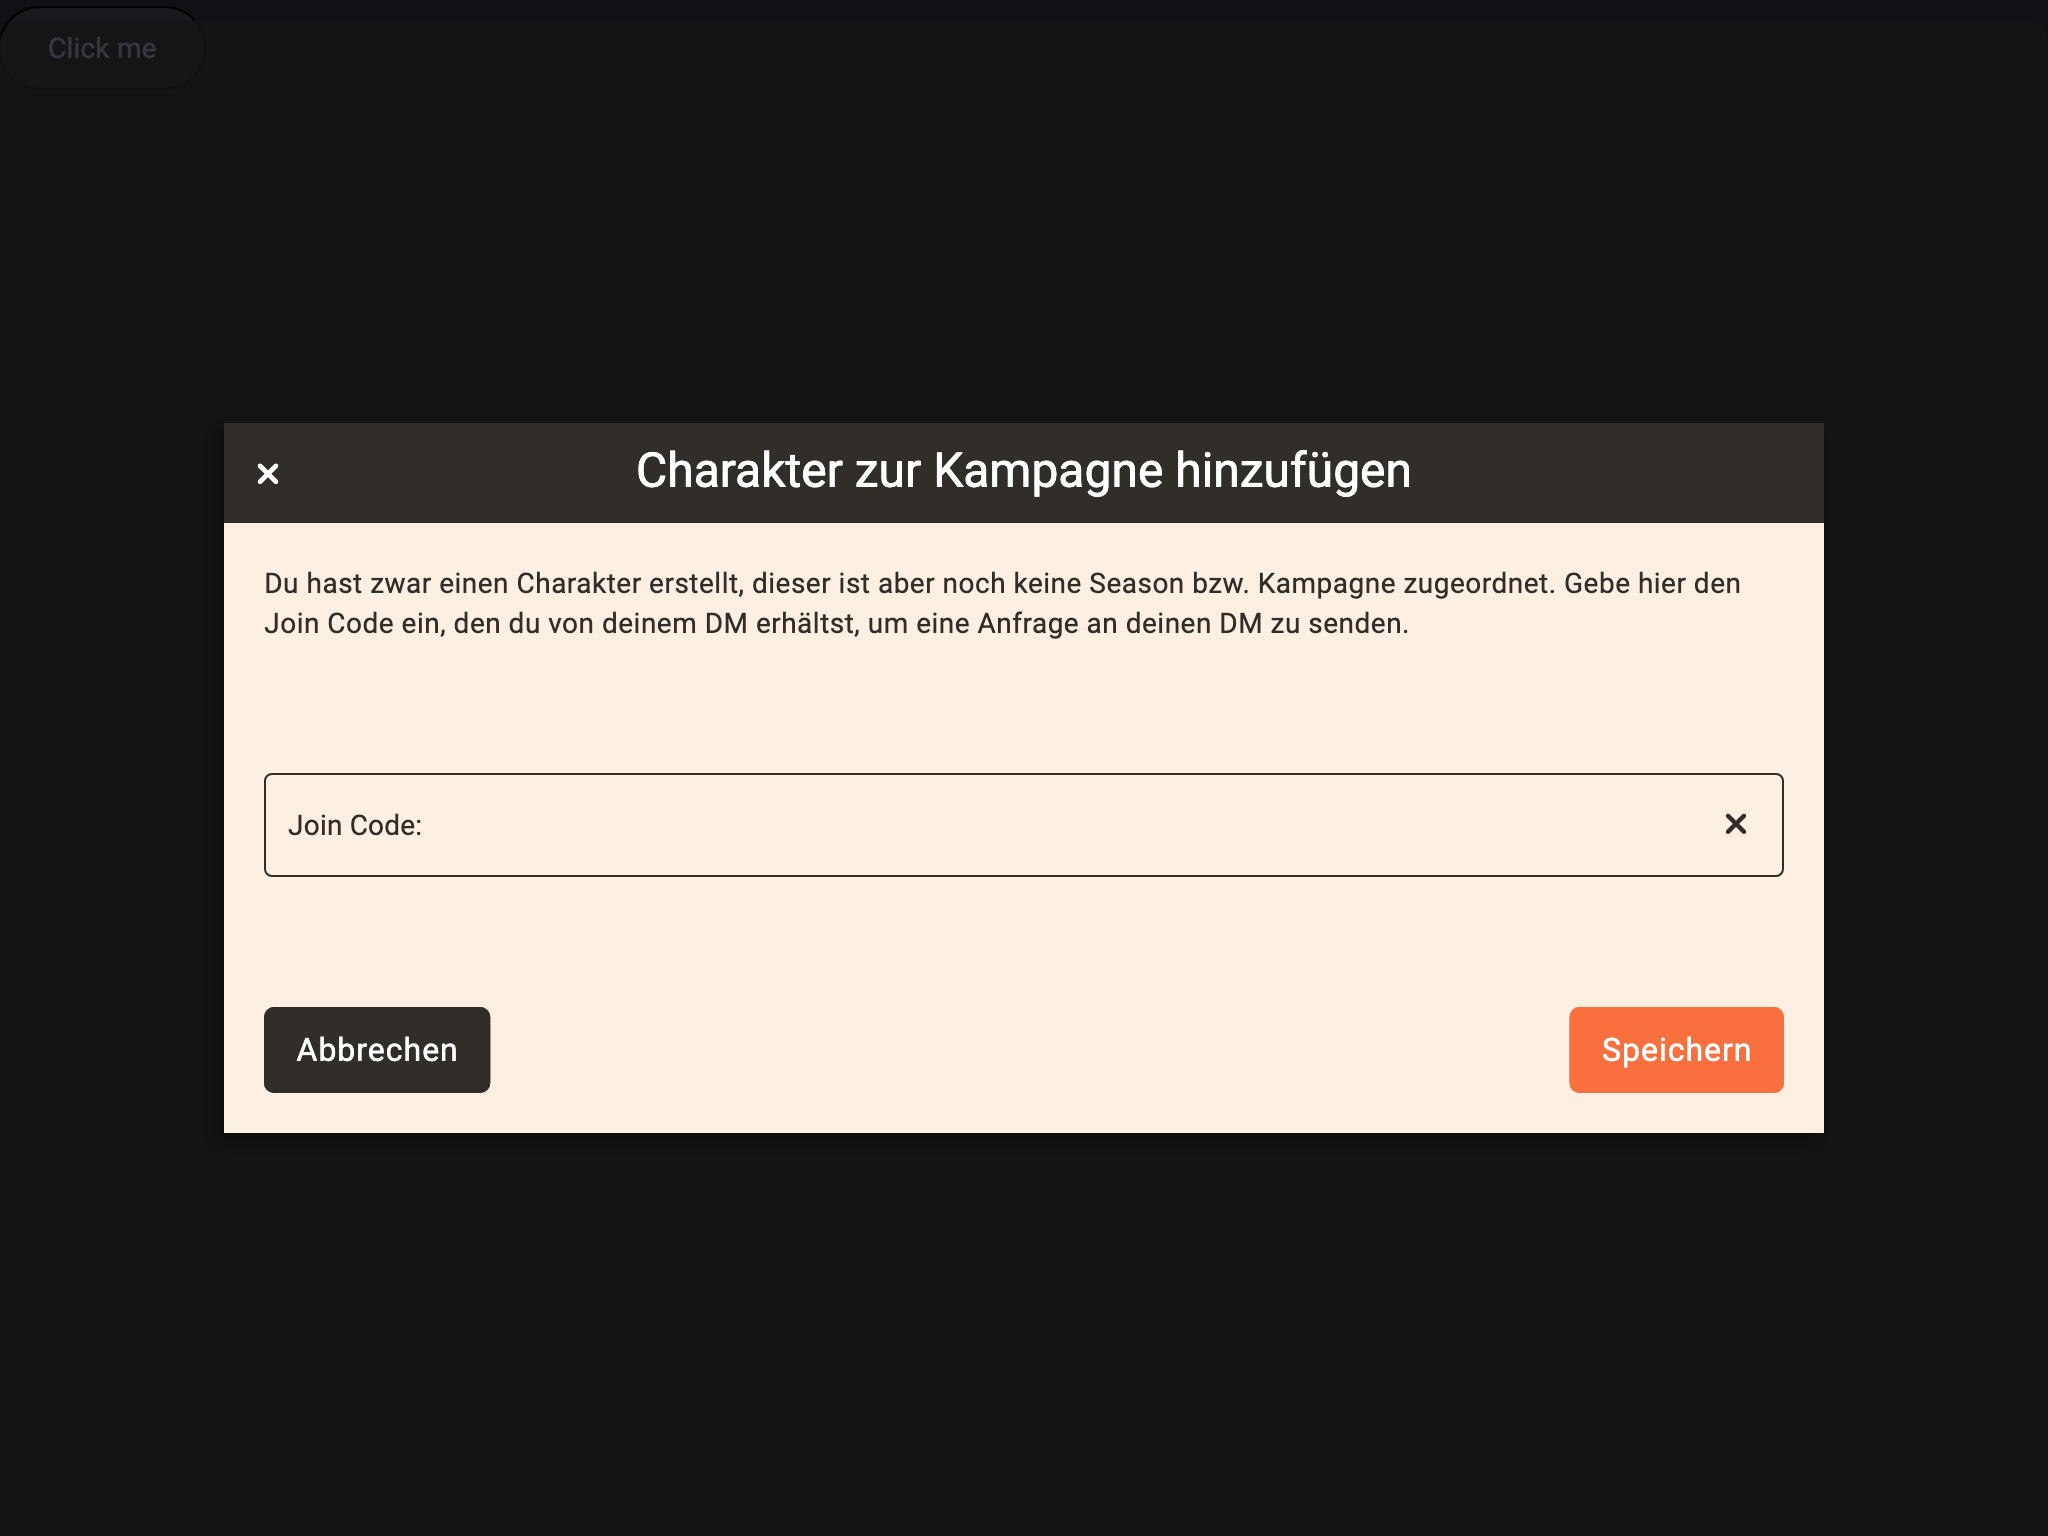 Click me
Charakter zur Kampagne hinzufügen
Du hast zwar einen Charakter erstellt, dieser ist aber noch keine Season bzw. Kampagne zugeordnet. Gebe hier den
Join Code ein, den du von deinem DM erhältst, um eine Anfrage an deinen DM zu senden.
Join Code:
Abbrechen
Speichern